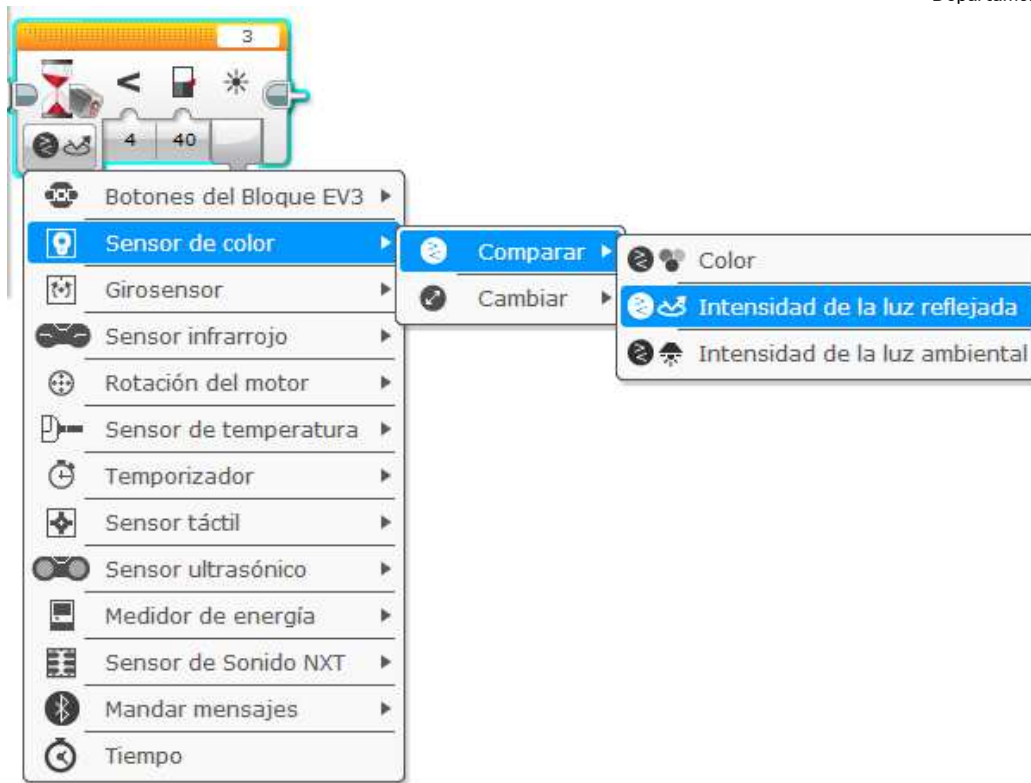 3
<
4 40
Botones del Bloque EV3
Sensor de color
Girosensor
Sensor infrarrojo
Rotación del motor
Sensor de temperatura
Temporizador
Sensor táctil
Sensor ultrasónico
Medidor de energía
Sensor de Sonido NXT
Mandar mensajes
Tiempo
Comparar
Cambiar
Color
Intensidad de la luz reflejada
Intensidad de la luz ambiental